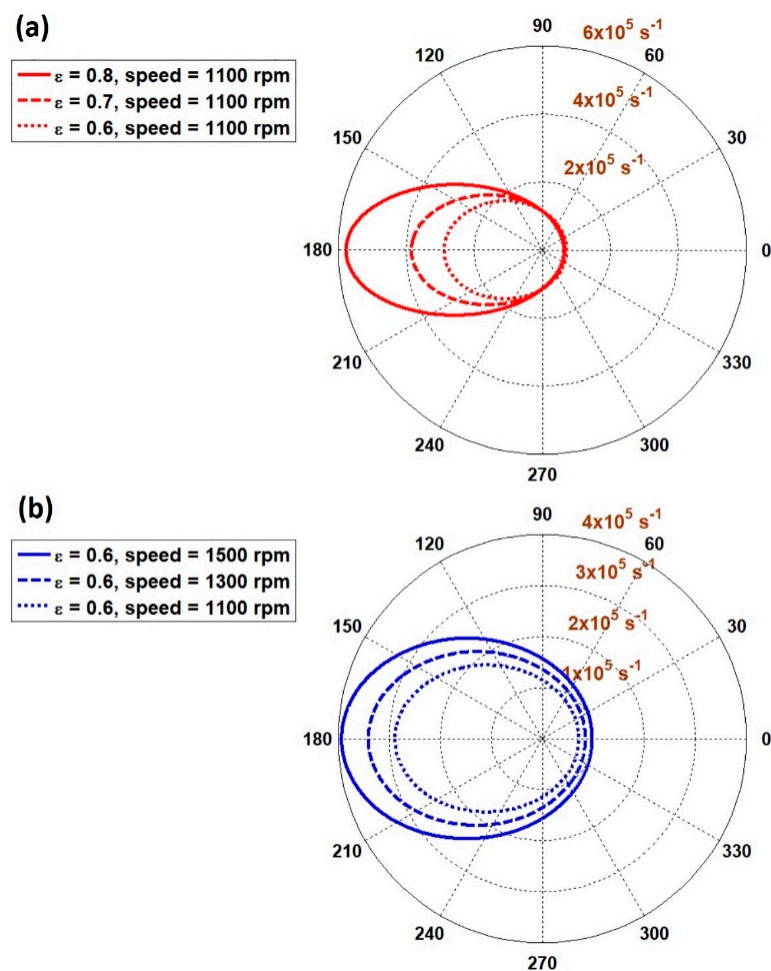 (a)
ε = 0.8, speed = 1100 rpm
ε = 0.7, speed = 1100 rpm
ε = 0.6, speed = 1100 rpm
90
6x10⁵ s⁻¹
120
60
4x10⁵ s⁻¹
150
30
2x10⁵ s⁻¹
180
0
210
330
240
300
270
(b)
ε = 0.6, speed = 1500 rpm
ε = 0.6, speed = 1300 rpm
ε = 0.6, speed = 1100 rpm
90
4x10⁵ s⁻¹
120
60
3x10⁵ s⁻¹
150
30
2x10⁵ s⁻¹
1x10⁵ s⁻¹
180
0
210
330
240
300
270